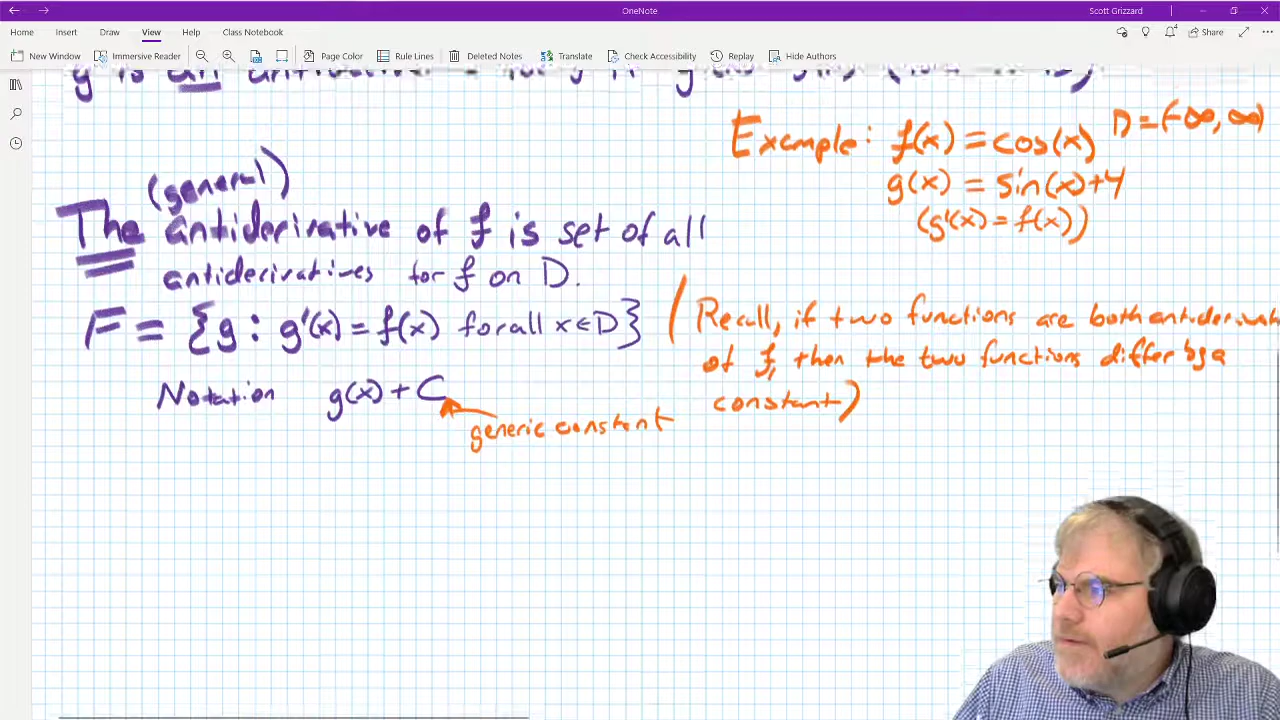 OneNote
Scott Grizzard
Home Insert Draw View Help Class Notebook
Share
New Window Immersive Reader Page Color Rule Lines Deleted Notes Translate Check Accessibility Replay Hide Authors
g is an
Example: f(x) = cos(x) D = (-∞, ∞)
g(x) = sin(x)+4
(g'(x) = f(x))
(general)
The antiderivative of f is set of all
antiderivatives for f on D.
F = {g : g'(x) = f(x) for all x ∈ D}
(Recall, if two functions are both antiderivat
of f, then the two functions differ by a
constant)
Notation g(x) + C
generic constant